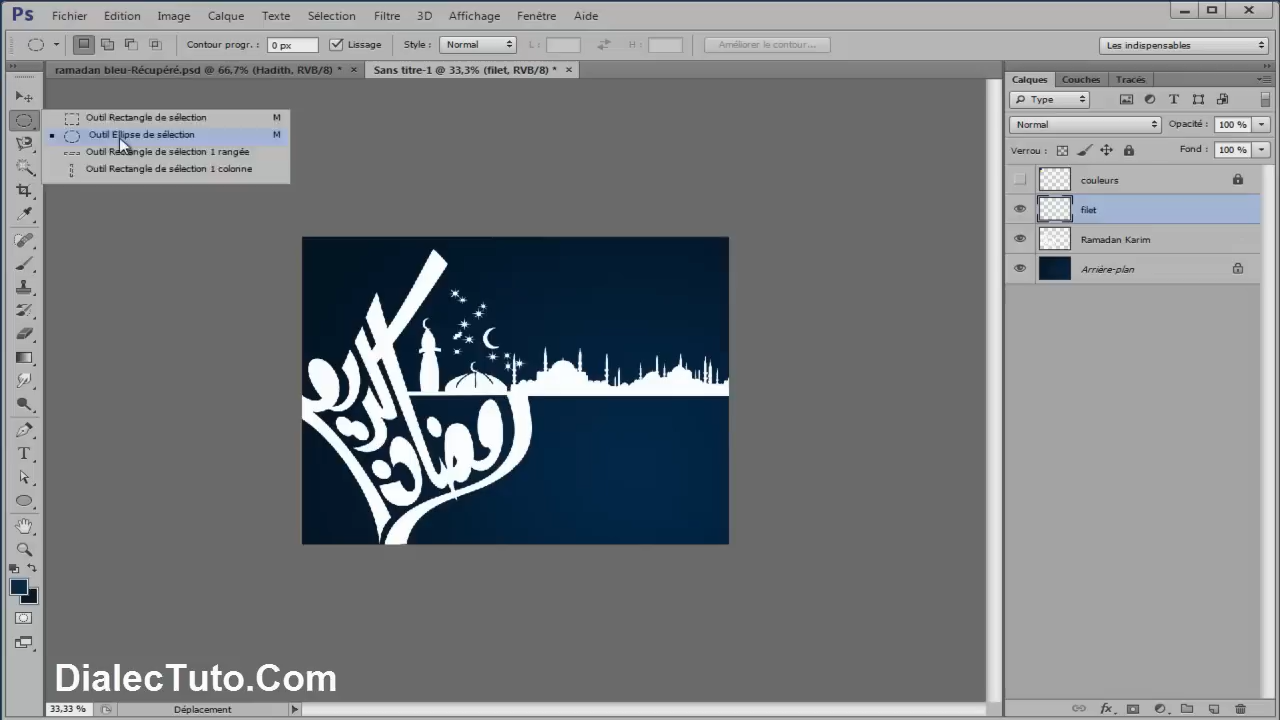 Ps Fichier Edition Image Calque Texte Sélection Filtre 3D Affichage Fenêtre Aide
Contour progr. : 0 px Lissage Style : Normal L : H : Améliorer le contour... Les indispensables
ramadan bleu-Récupéré.psd @ 66,7% (Hadith, RVB/8) * × Sans titre-1 @ 33,3% (filet, RVB/8) * ×
Calques Couches Tracés
Type
Normal Opacité : 100 %
Verrou : Fond : 100 %
couleurs
filet
Ramadan Karim
Arrière-plan
Outil Rectangle de sélection M
Outil Ellipse de sélection M
Outil Rectangle de sélection 1 rangée
Outil Rectangle de sélection 1 colonne
رمضان
الكريم
DialecTuto.Com
33,33 % Déplacement